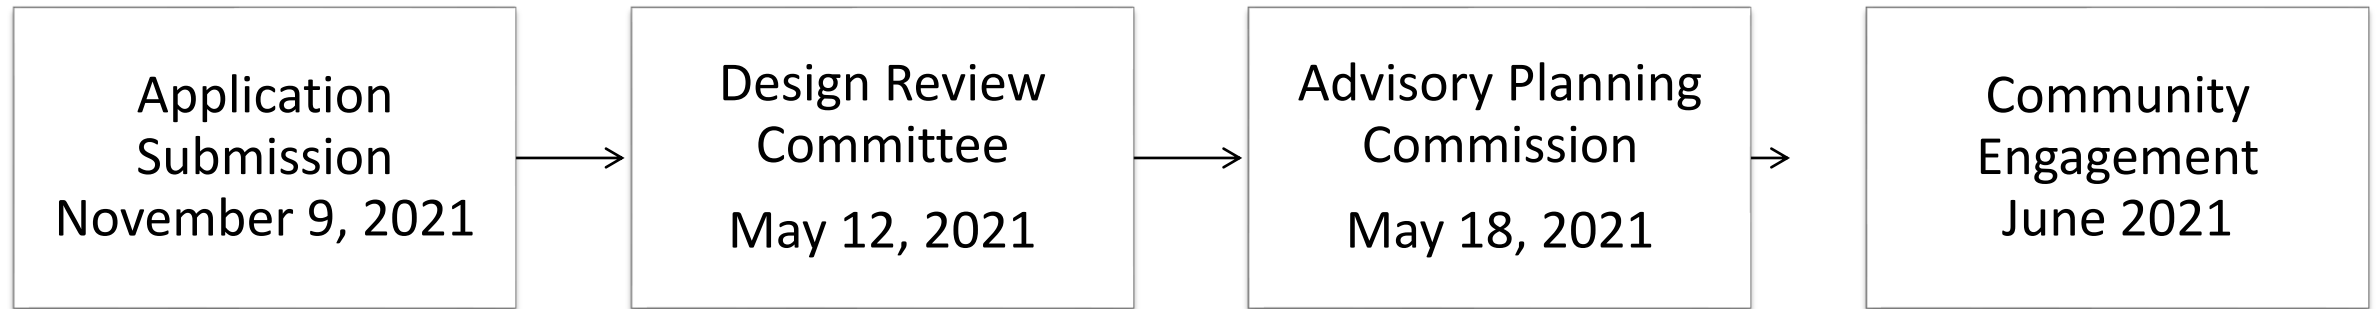 Application
Submission
November 9, 2021
Design Review
Committee
May 12, 2021
Advisory Planning
Commission
May 18, 2021
Community
Engagement
June 2021